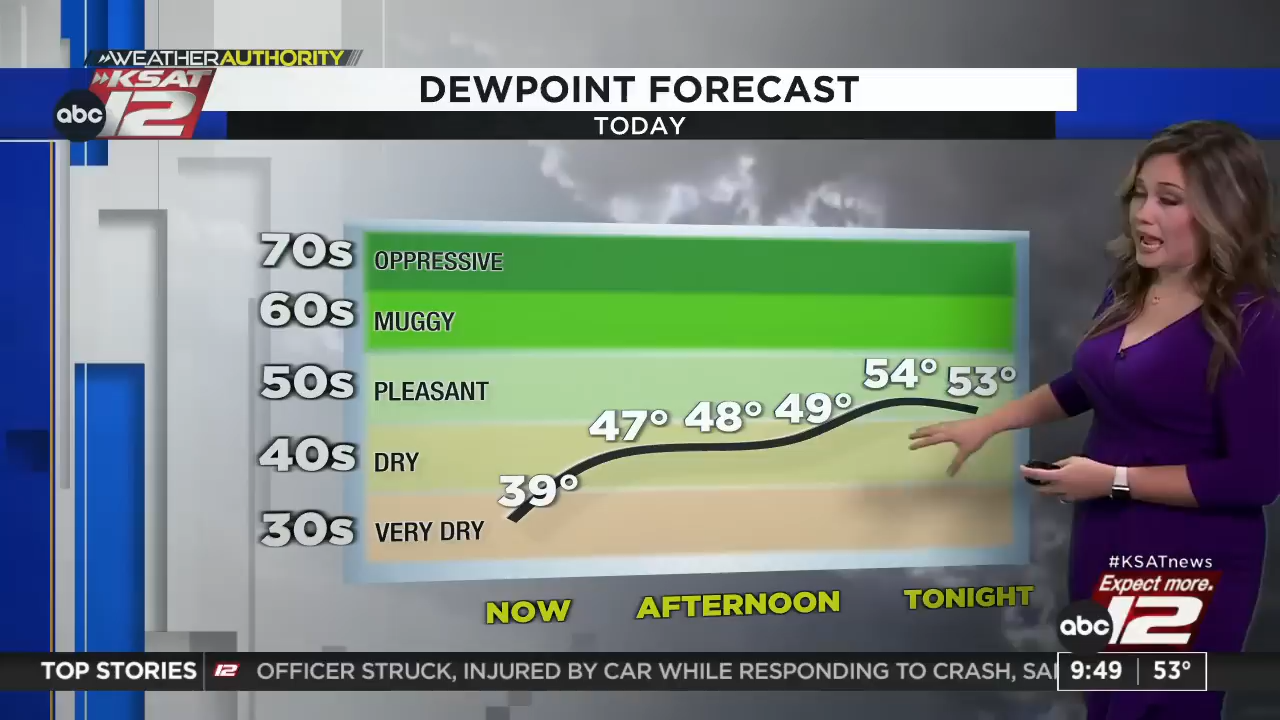 WEATHERAUTHORITY
KSAT
abc 12
DEWPOINT FORECAST
TODAY
70s OPPRESSIVE
60s MUGGY
50s PLEASANT
40s DRY
30s VERY DRY
39° 47° 48° 49° 54° 53°
NOW AFTERNOON TONIGHT
#KSATnews
Expect more.
abc 12
TOP STORIES 12 OFFICER STRUCK, INJURED BY CAR WHILE RESPONDING TO CRASH,
9:49 53°